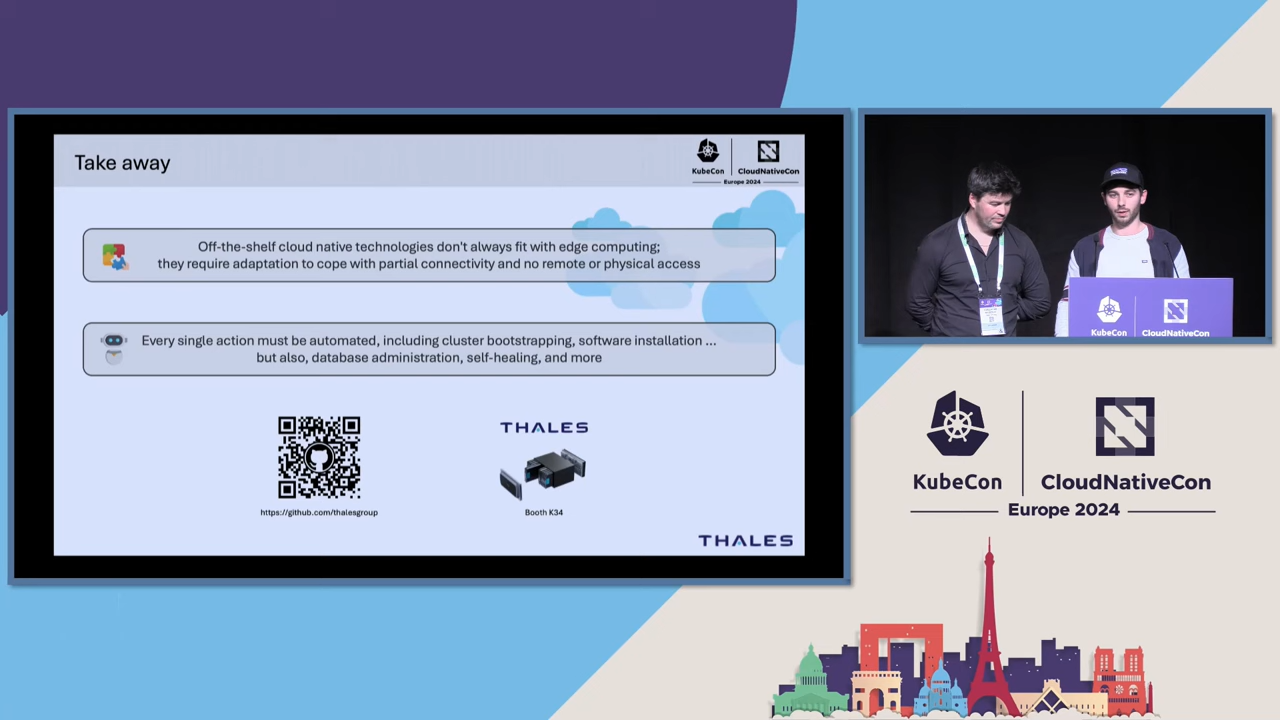 Take away
KubeCon
CloudNativeCon
Europe 2024
Off-the-shelf cloud native technologies don't always fit with edge computing;
they require adaptation to cope with partial connectivity and no remote or physical access
Every single action must be automated, including cluster bootstrapping, software installation ...
but also, database administration, self-healing, and more
THALES
https://github.com/thalesgroup
Booth K34
THALES
KubeCon
CloudNativeCon
KubeCon
CloudNativeCon
Europe 2024